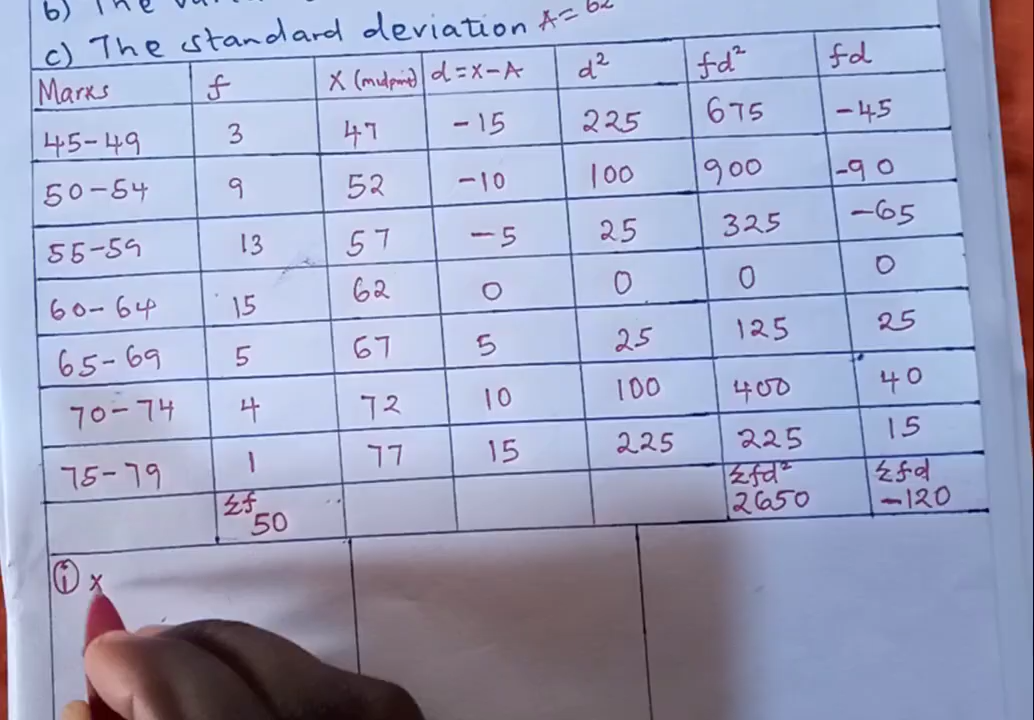 b) The
c) The standard deviation A=62
Marks f X (midpoint) d=x-A d² fd² fd
45-49 3 47 -15 225 675 -45
50-54 9 52 -10 100 900 -90
55-59 13 57 -5 25 325 -65
60-64 15 62 0 0 0 0
65-69 5 67 5 25 125 25
70-74 4 72 10 100 400 40
75-79 1 77 15 225 225 15
Σf 50 Σfd² 2650 Σfd -120
(i) x